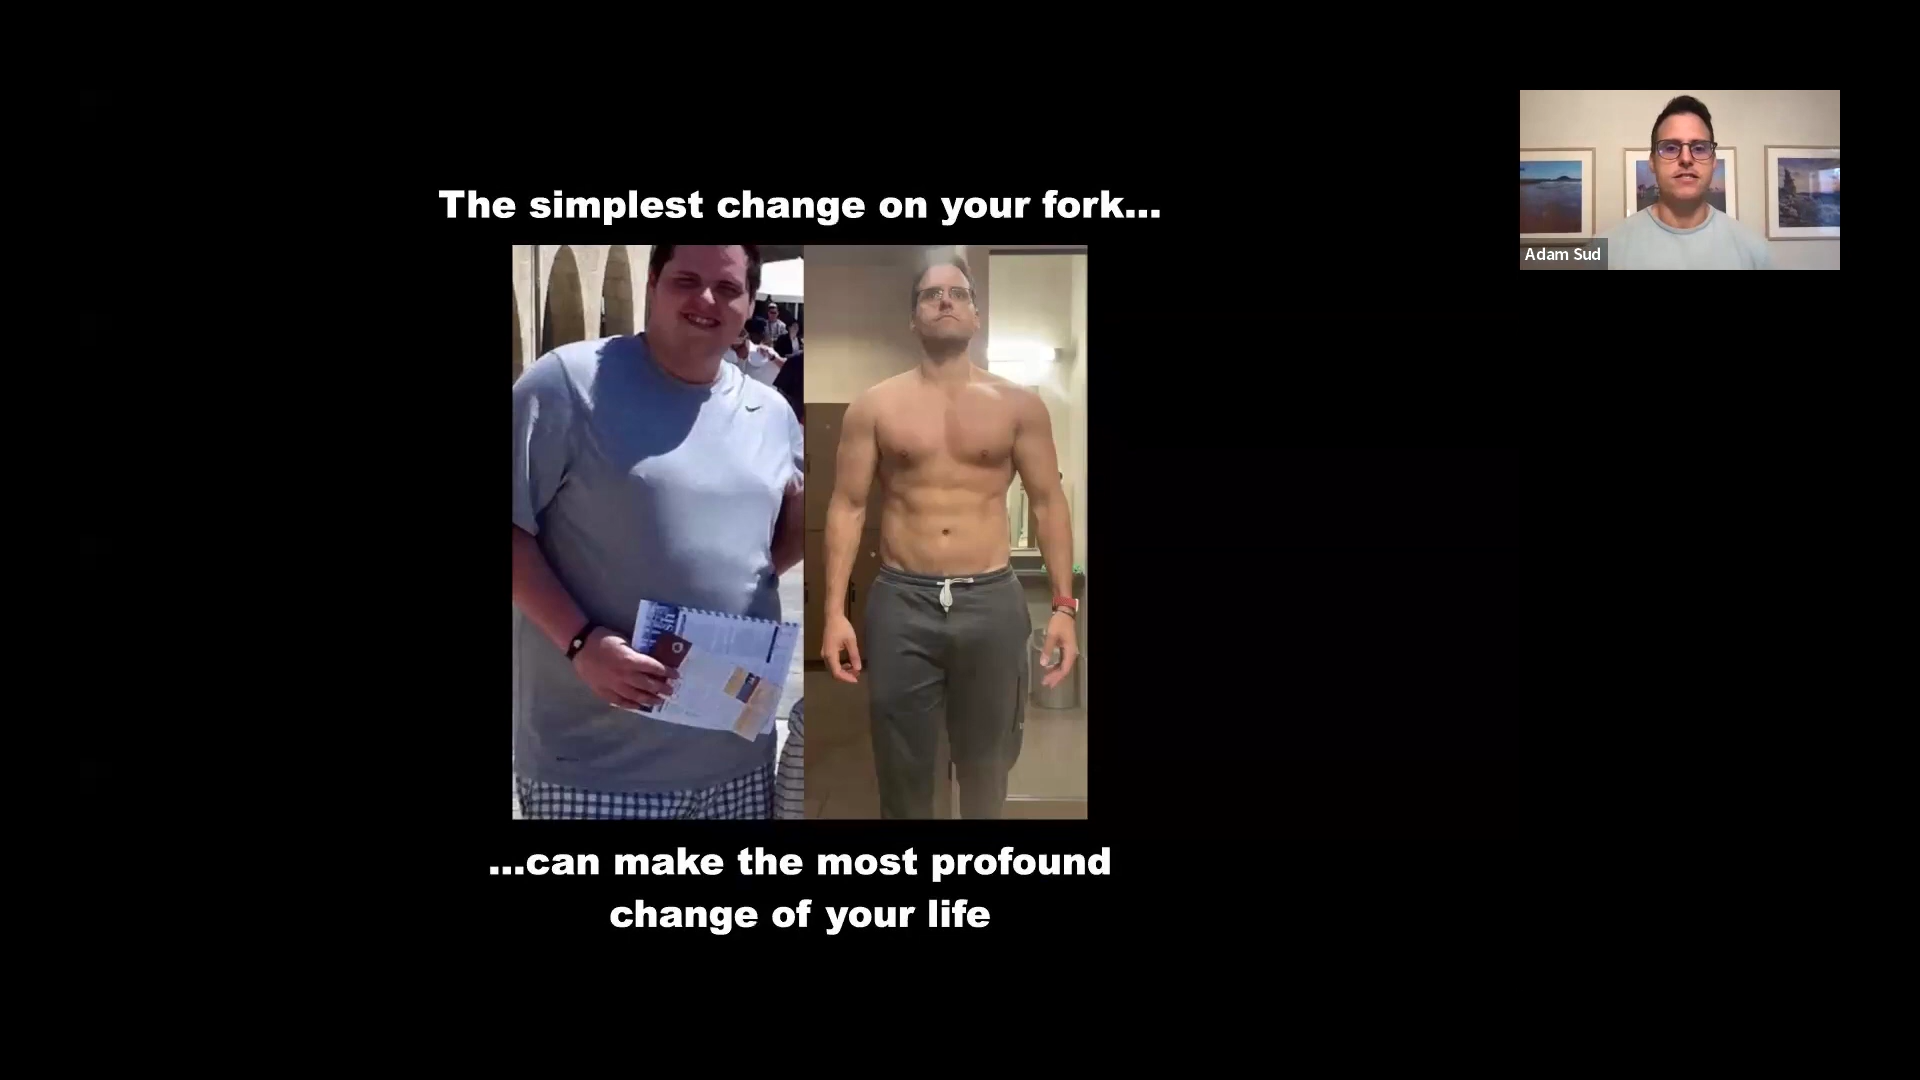 The simplest change on your fork...
Adam Sud
...can make the most profound
change of your life